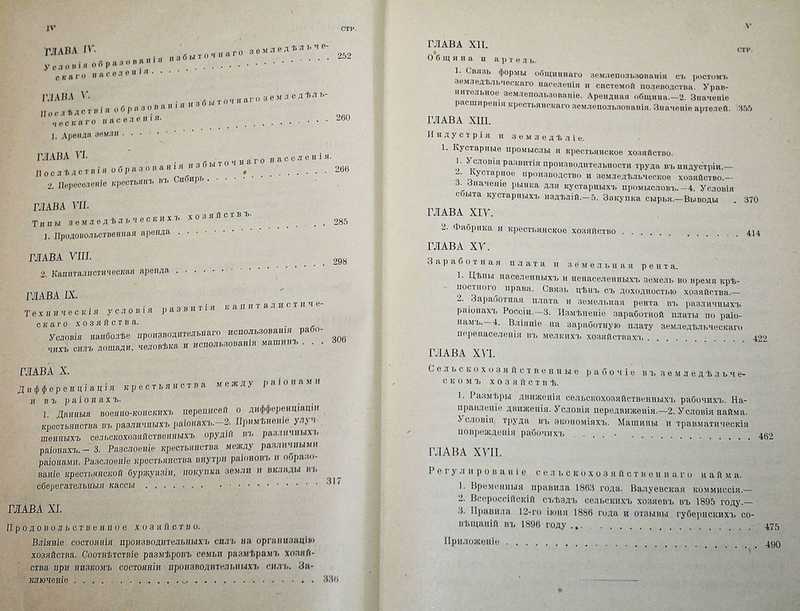 IV
СТР.
ГЛАВА IV.
Условія образованія избыточнаго земледѣльче-
скаго населенія . . . . . . . . . . . . 252
ГЛАВА V.
Послѣдствія образованія избыточнаго земледѣль-
ческаго населенія.
1. Аренда земли . . . . . . . . . . . . 260
ГЛАВА VI.
Послѣдствія образованія избыточнаго населенія.
2. Переселеніе крестьянъ въ Сибирь . . . . . . . . 266
ГЛАВА VII.
Типы земледѣльческихъ хозяйствъ.
1. Продовольственная аренда . . . . . . . . . . 285
ГЛАВА VIII.
2. Капиталистическая аренда . . . . . . . . . . 298
ГЛАВА IX.
Техническія условія развитія капиталистиче-
скаго хозяйства.
Условія наиболѣе производительнаго использованія рабо-
чихъ силъ лошади, человѣка и использованія машинъ . . . 306
ГЛАВА X.
Дифференціація крестьянства между раіонами
и въ раіонахъ.
1. Данныя военно-конскихъ переписей о дифференціаціи
крестьянства въ различныхъ раіонахъ.—2. Примѣненіе улуч-
шенныхъ сельскохозяйственныхъ орудій въ различныхъ
раіонахъ.— 3. Разслоеніе крестьянства между различными
раіонами. Разслоеніе крестьянства внутри раіоновъ и образо-
ваніе крестьянской буржуазіи, покупка земли и вклады въ
сберегательныя кассы . . . . . . . . . . . . 317
ГЛАВА XI.
Продовольственное хозяйство.
Вліяніе состоянія производительныхъ силъ на организацію
хозяйства. Соотвѣтствіе размѣровъ семьи размѣрамъ хозяй-
ства при низкомъ состояніи производительныхъ силъ. За-
ключеніе . . . . . . . . . . . . . . . 336
V
СТР.
ГЛАВА XII.
Община и артель.
1. Связь формы общиннаго землепользованія съ ростомъ
земледѣльческаго населенія и системой полеводства. Урав-
нительное землепользованіе. Арендная община.—2. Значеніе
расширенія крестьянскаго землепользованія. Значеніе артелей. 355
ГЛАВА XIII.
Индустрія и земледѣліе.
1. Кустарные промыслы и крестьянское хозяйство.
1. Условія развитія производительности труда въ индустріи.—
2. Кустарное производство и земледѣльческое хозяйство.—
3. Значеніе рынка для кустарныхъ промысловъ.—4. Условія
сбыта кустарныхъ издѣлій.—5. Закупка сырья.—Выводы . 370
ГЛАВА XIV.
2. Фабрика и крестьянское хозяйство . . . . . . . . . 414
ГЛАВА XV.
Заработная плата и земельная рента.
1. Цѣны населенныхъ и ненаселенныхъ земель во время крѣ-
постного права. Связь цѣнъ съ доходностью хозяйства.—
2. Заработная плата и земельная рента въ различныхъ
раіонахъ Россіи.—3. Измѣненіе заработной платы по раіо-
намъ.—4. Вліяніе на заработную плату земледѣльческаго
перенаселенія въ мелкихъ хозяйствахъ . . . . . . . . . . 422
ГЛАВА XVI.
Сельскохозяйственные рабочіе въ земледѣльче-
скомъ хозяйствѣ.
1. Размѣры движенія сельскохозяйственныхъ рабочихъ. На-
правленіе движенія. Условія передвиженія.—2. Условія найма.
Условія труда въ экономіяхъ. Машины и травматическія
поврежденія рабочихъ . . . . . . . . . . . . . . 462
ГЛАВА XVII.
Регулированіе сельскохозяйственнаго найма.
1. Временныя правила 1863 года. Валуевская коммиссія.—
2. Всероссійскій съѣздъ сельскихъ хозяевъ въ 1895 году.—
3. Правила 12-го іюня 1886 года и отзывы губернскихъ со-
вѣщаній въ 1896 году . . . . . . . . . . . . . . 475
Приложеніе . . . . . . . . . . . . . . . . . 490